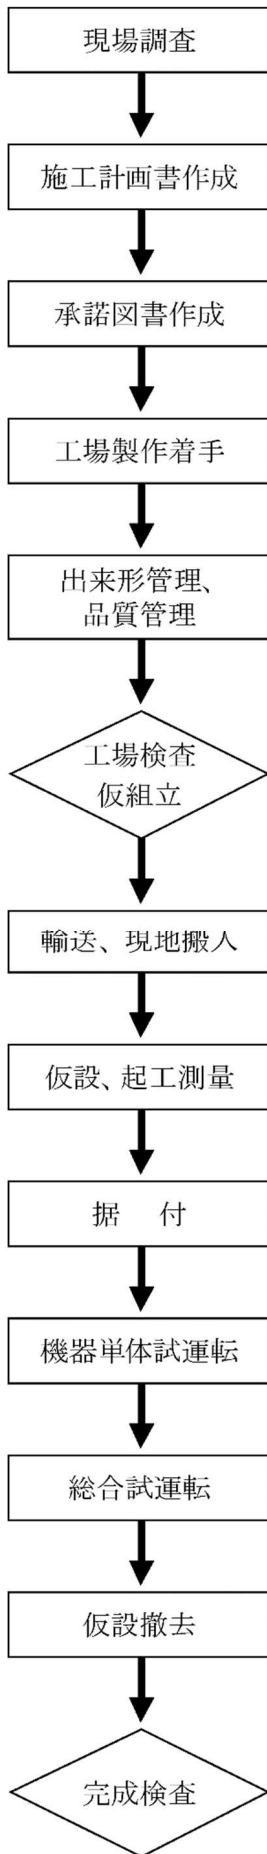 現場調査
施工計画書作成
承諾図書作成
工場製作着手
出来形管理、
品質管理
工場検査
仮組立
輸送、現地搬人
仮設、起工測量
据　付
機器単体試運転
総合試運転
仮設撤去
完成検査